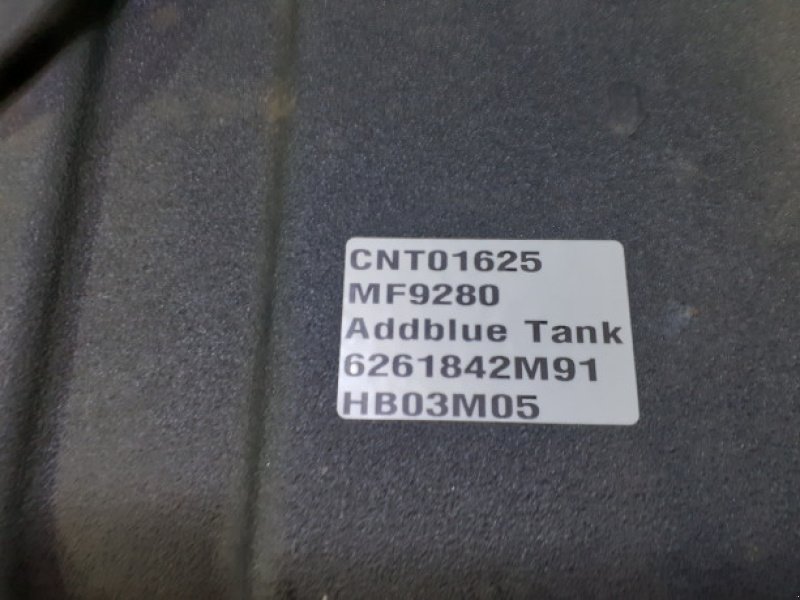 CNT01625
MF9280
Addblue Tank
6261842M91
HB03M05